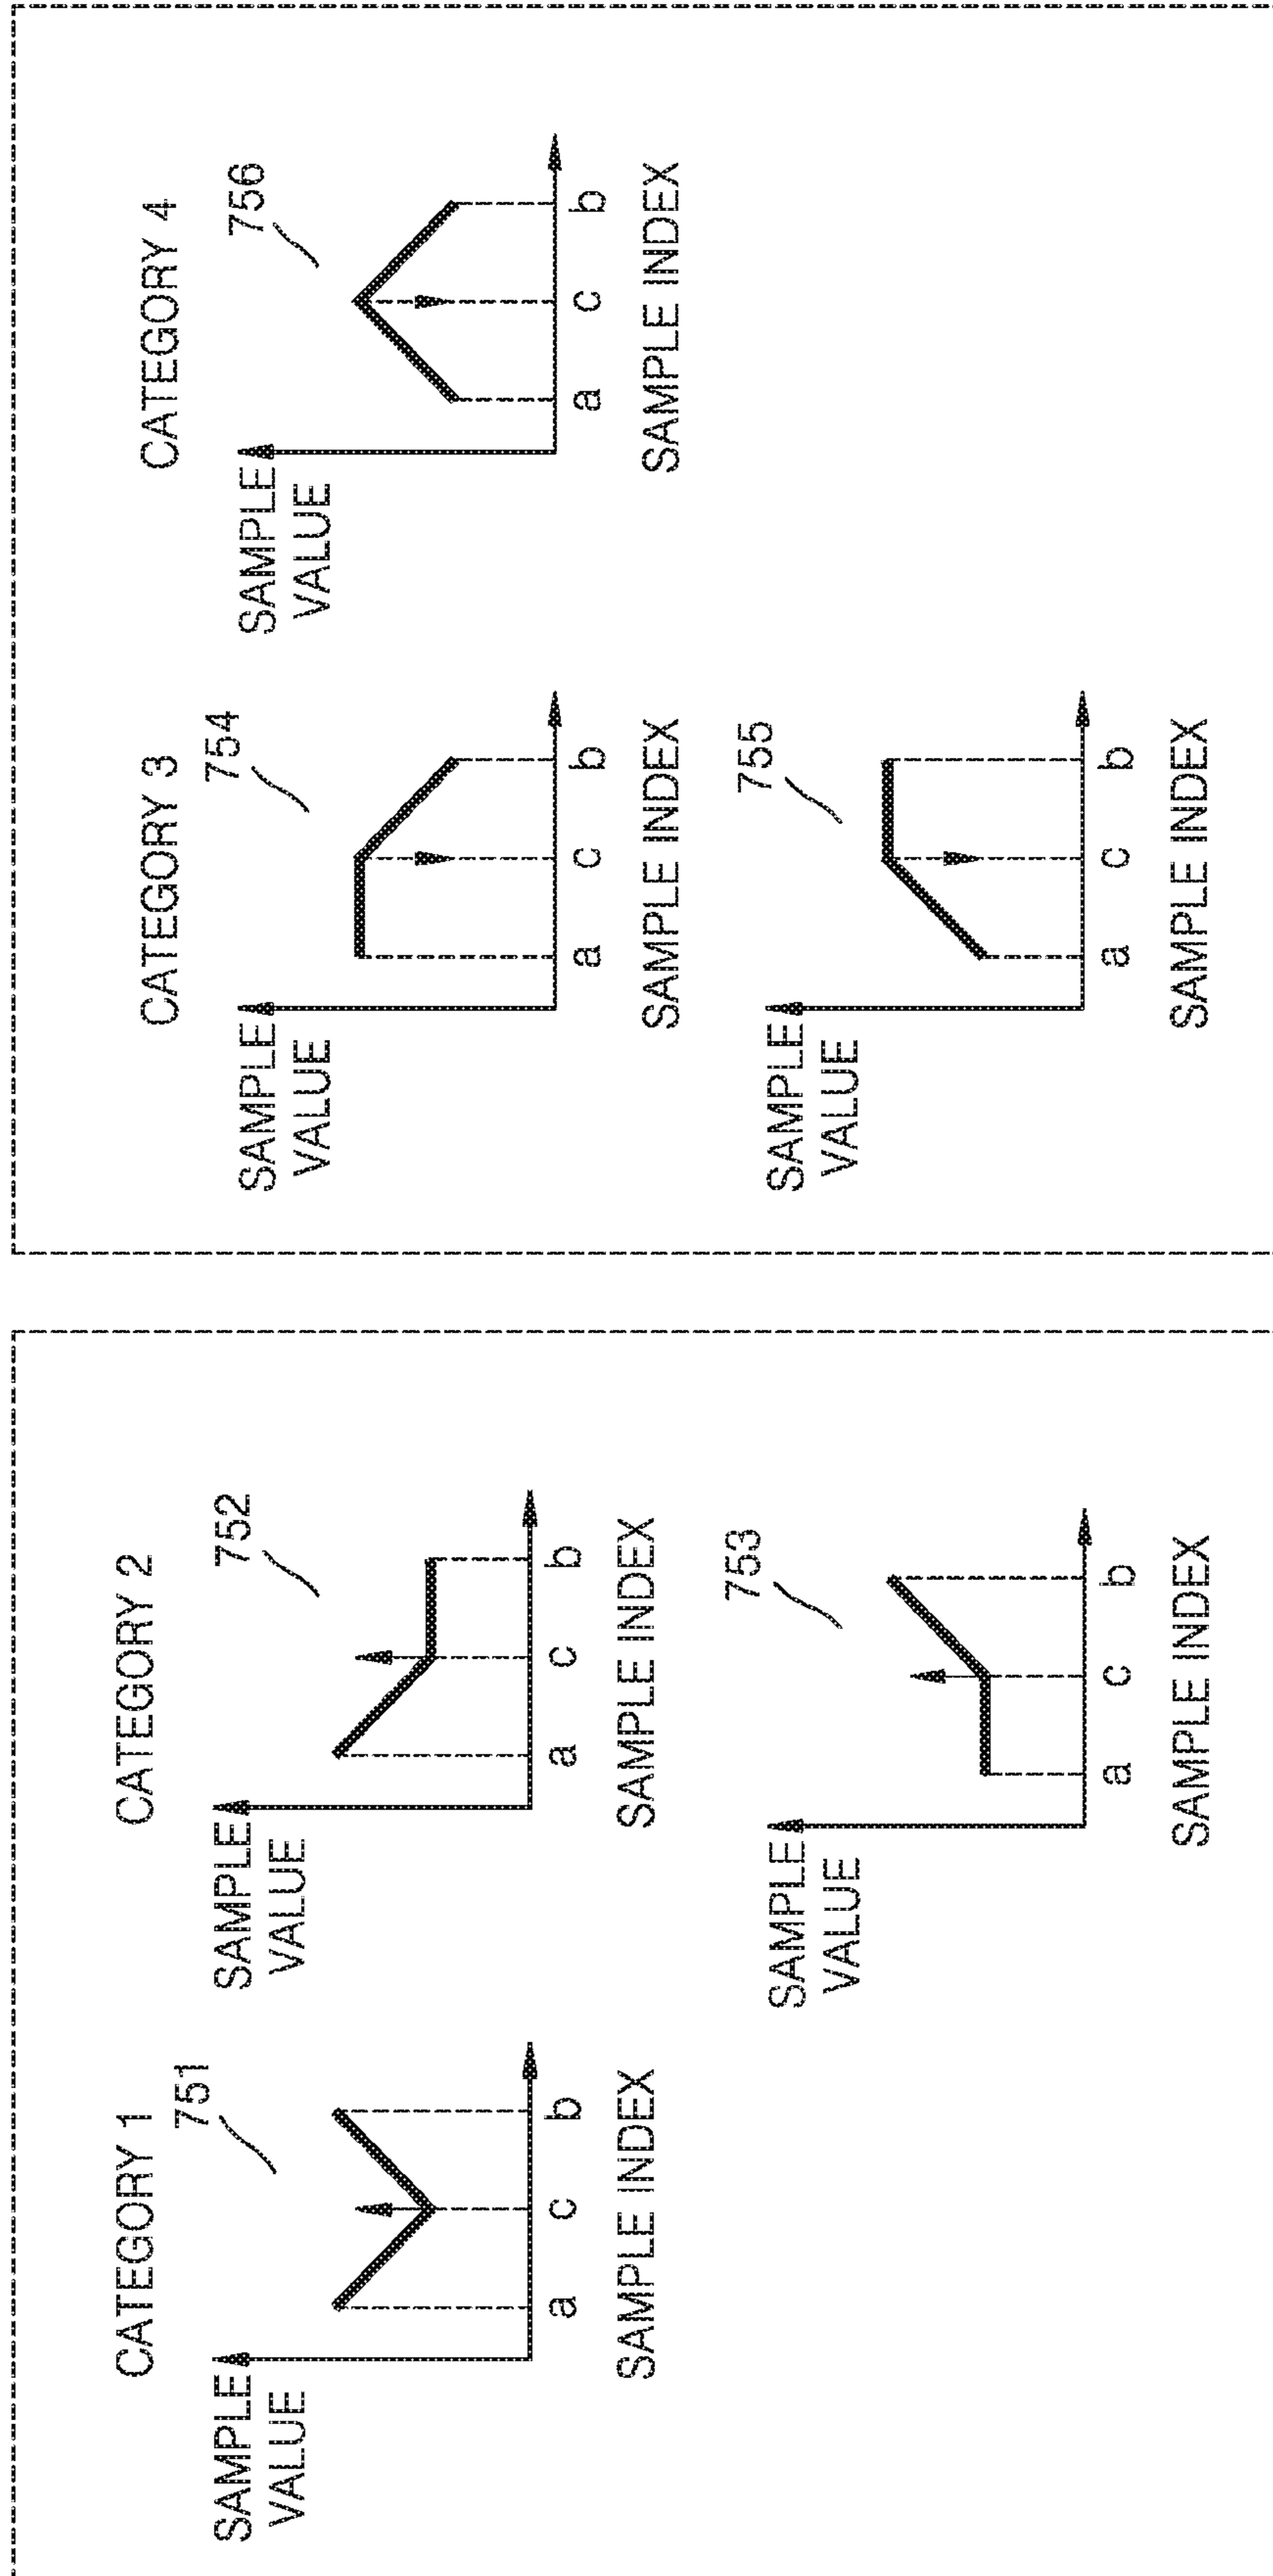 CATEGORY 1
751
SAMPLE
VALUE
a c b
SAMPLE INDEX
CATEGORY 2
752
SAMPLE
VALUE
a c b
SAMPLE INDEX
753
SAMPLE
VALUE
a c b
SAMPLE INDEX
CATEGORY 3
754
SAMPLE
VALUE
a c b
SAMPLE INDEX
755
SAMPLE
VALUE
a c b
SAMPLE INDEX
CATEGORY 4
756
SAMPLE
VALUE
a c b
SAMPLE INDEX